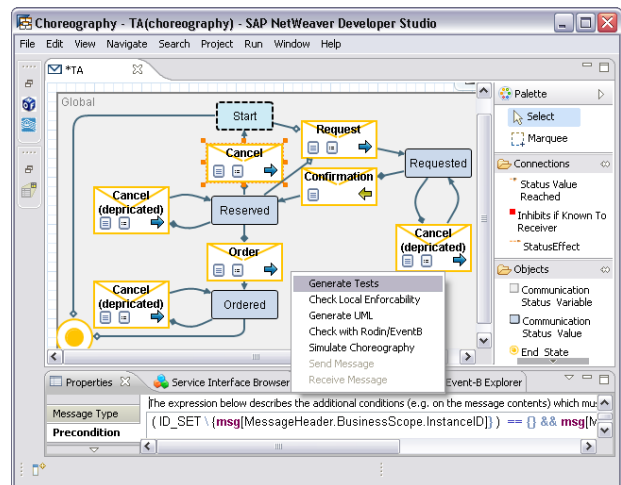 Choreography - TA(choreography) - SAP NetWeaver Developer Studio
File Edit View Navigate Search Project Run Window Help
*TA
Global
Start
Request
Cancel
Requested
Confirmation
Cancel
(depricated)
Reserved
Cancel
(depricated)
Order
Cancel
(depricated)
Ordered
Generate Tests
Check Local Enforcability
Generate UML
Check with Rodin/EventB
Simulate Choreography
Send Message
Receive Message
Palette
Select
Marquee
Connections
Status Value
Reached
Inhibits if Known To
Receiver
StatusEffect
Objects
Communication
Status Variable
Communication
Status Value
End State
Properties
Service Interface Browser
Event-B Explorer
Message Type
Precondition
The expression below describes the additional conditions (e.g. on the message contents) which mu
( ID_SET \ {msg[MessageHeader.BusinessScope.InstanceID]} ) == {} && msg[M